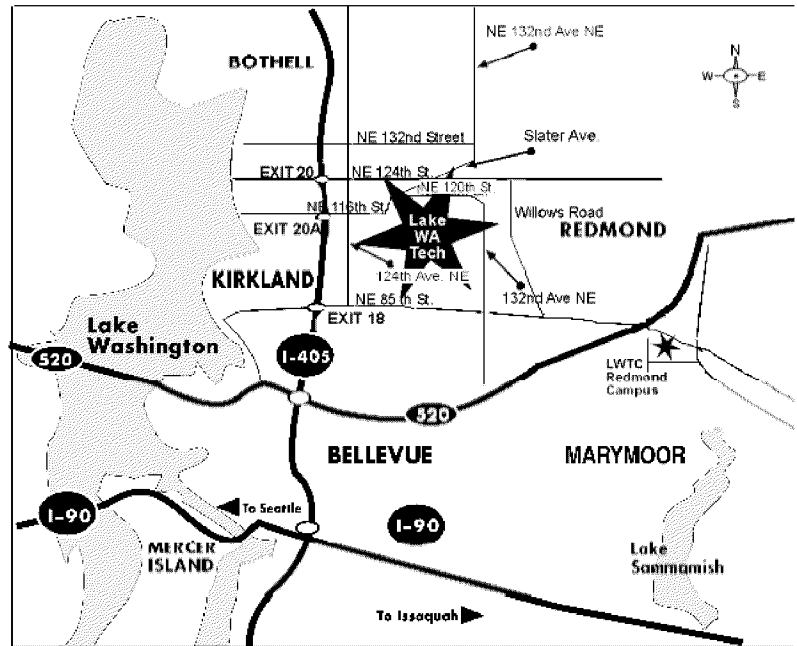 NE 132nd Ave NE
BOTHELL
N
W
E
S
NE 132nd Street
Slater Ave.
EXIT 20
NE 124th St.
NE 120th St.
NE 116th St.
Willows Road
EXIT 20A
Lake
WA
Tech
REDMOND
KIRKLAND
124th Ave. NE
132nd Ave NE
NE 85th St.
EXIT 18
Lake
Washington
520
I-405
LWTC
Redmond
Campus
520
BELLEVUE
MARYMOOR
To Seattle
I-90
I-90
MERCER
ISLAND
Lake
Sammamish
To Issaquah